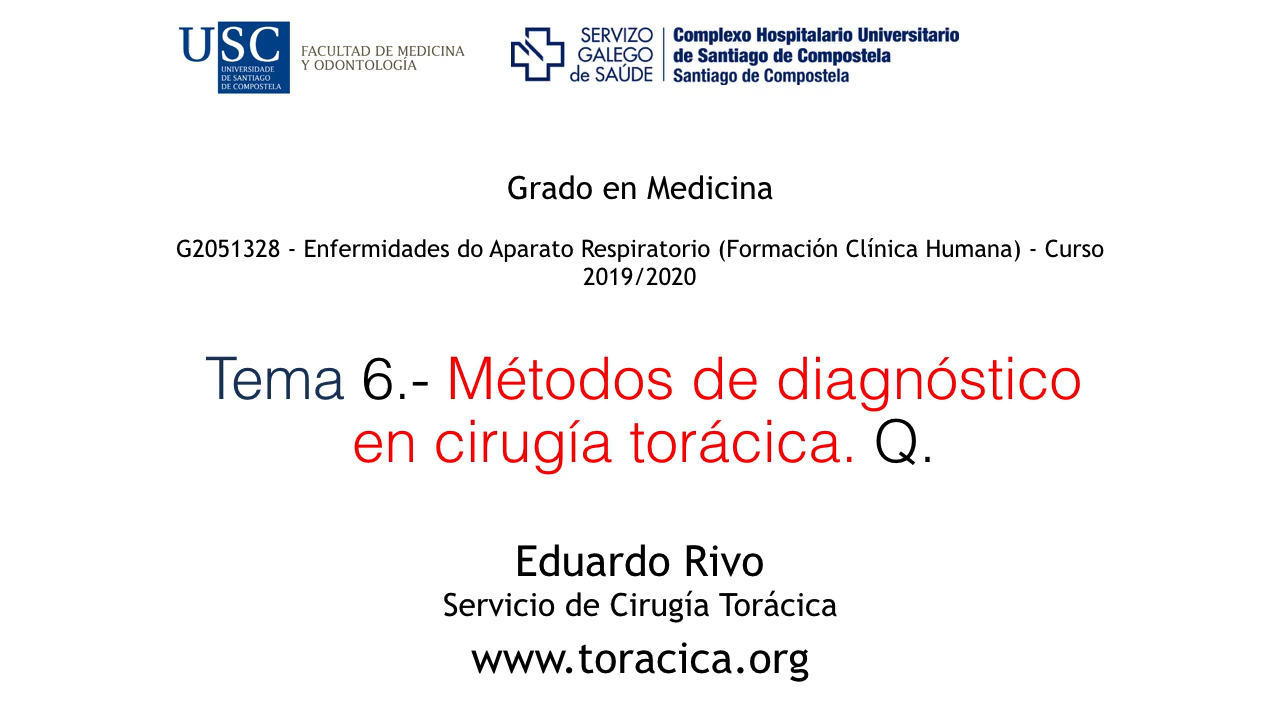 USC
UNIVERSIDADE
DE SANTIAGO
DE COMPOSTELA
FACULTAD DE MEDICINA
Y ODONTOLOGÍA
SERVIZO
GALEGO
de SAÚDE
Complexo Hospitalario Universitario
de Santiago de Compostela
Santiago de Compostela
Grado en Medicina
G2051328 - Enfermidades do Aparato Respiratorio (Formación Clínica Humana) - Curso
2019/2020
Tema 6.- Métodos de diagnóstico
en cirugía torácica. Q.
Eduardo Rivo
Servicio de Cirugía Torácica
www.toracica.org